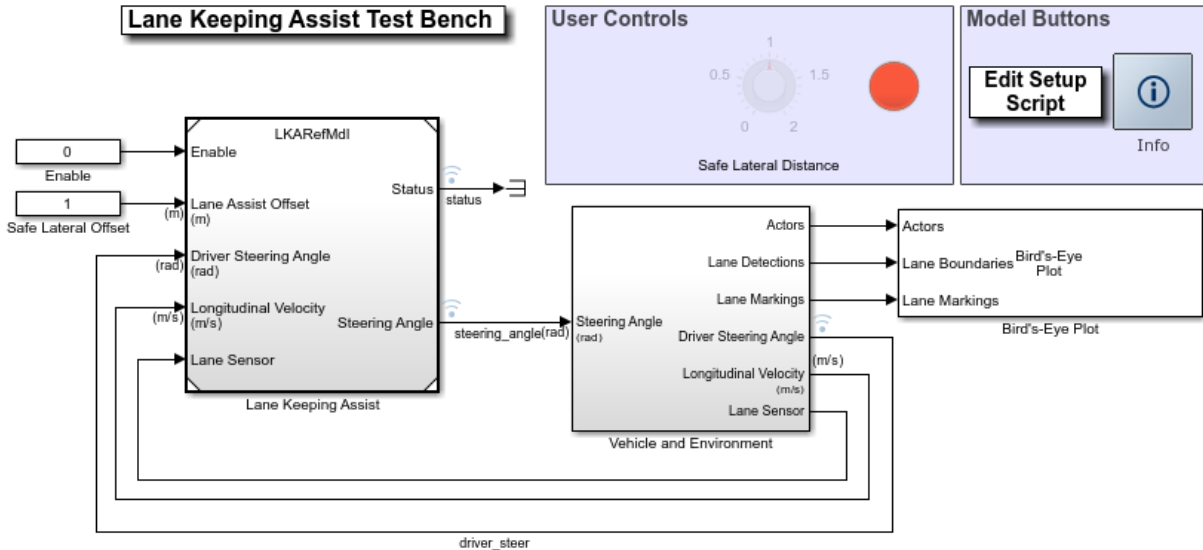 Lane Keeping Assist Test Bench
User Controls
1
0.5
1.5
0
2
Safe Lateral Distance
Model Buttons
Edit Setup
Script
Info
0
Enable
1
Safe Lateral Offset
LKARefMdl
Enable
(m)
Lane Assist Offset
(m)
(rad)
Driver Steering Angle
(rad)
(m/s)
Longitudinal Velocity
(m/s)
Lane Sensor
Status
status
Steering Angle
steering_angle
Lane Keeping Assist
(rad)
Steering Angle
(rad)
Actors
Lane Detections
Lane Markings
Driver Steering Angle
Longitudinal Velocity
(m/s)
(m/s)
Lane Sensor
Vehicle and Environment
Actors
Lane Boundaries
Lane Markings
Bird's-Eye
Plot
Bird's-Eye Plot
driver_steer